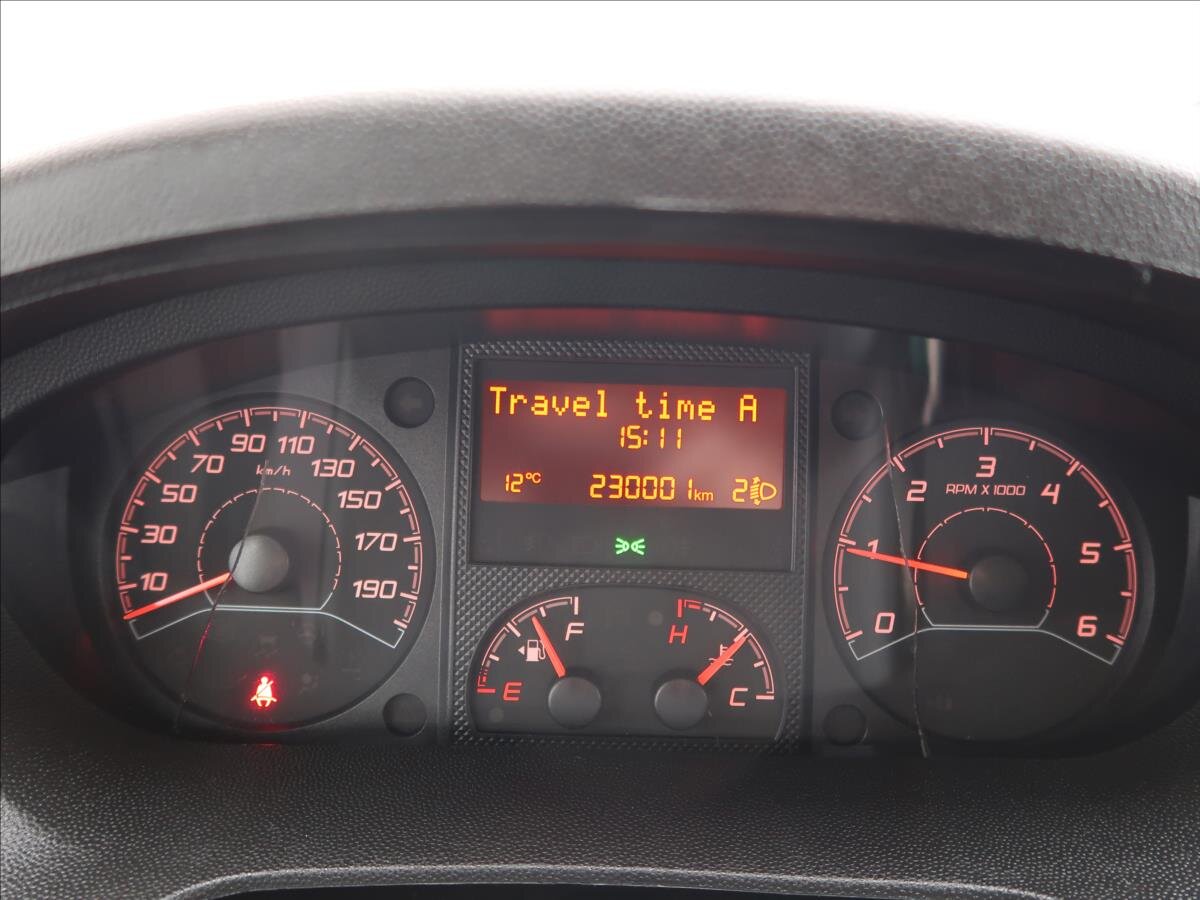 Travel time A
15:11
12°C 230001 km 2
10 30 50 70 90 110 130 150 170 190
km/h
0 1 2 3 4 5 6
RPM X 1000
E F
H C